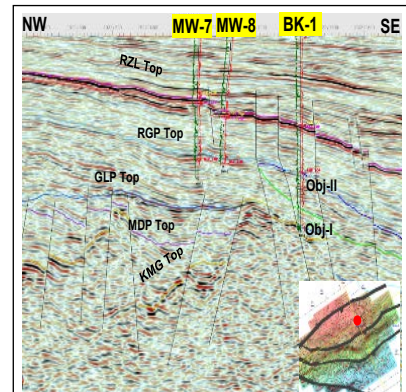 NW MW-7 MW-8 BK-1 SE
RZL Top
RGP Top
GLP Top
Obj-II
MDP Top
Obj-I
KMG Top